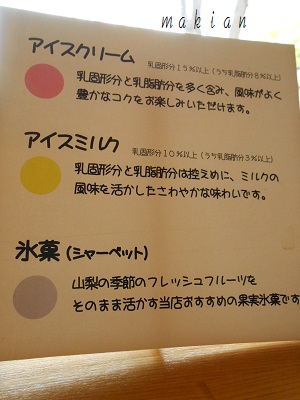 makian
アイスクリーム 乳固形分15%以上(うち乳脂肪分8%以上)
乳固形分と乳脂肪分を多く含み、風味がよく
豊かなコクをお楽しみいただけます。
アイスミルク 乳固形分10%以上(うち乳脂肪分3%以上)
乳固形分と乳脂肪分は控えめに、ミルクの
風味を活かしたさわやかな味わいです。
氷菓(シャーベット)
山梨の季節のフレッシュフルーツを
そのまま活かす当店おすすめの果実氷菓です